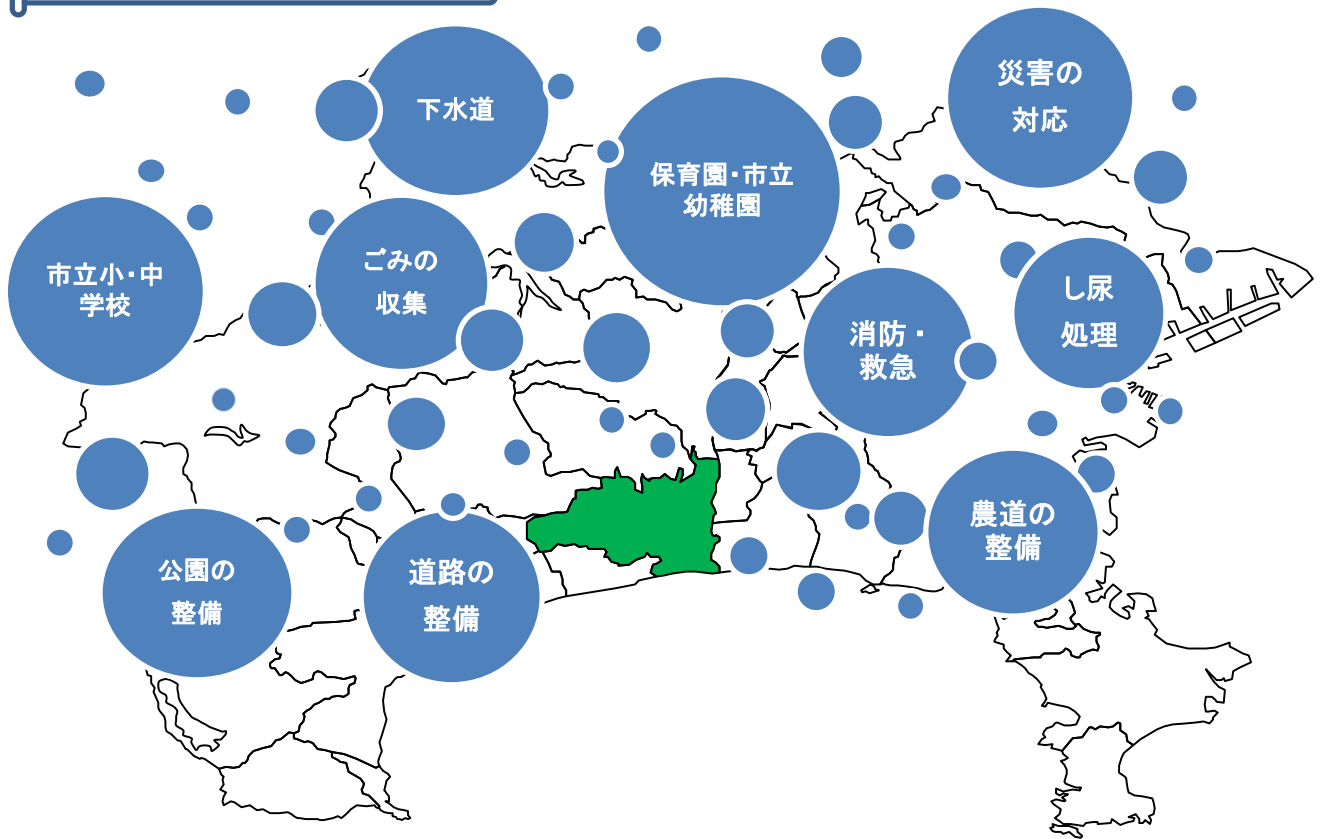 下水道
災害の
対応
保育園・市立
幼稚園
市立小・中
学校
ごみの
収集
し尿
処理
消防・
救急
農道の
整備
公園の
整備
道路の
整備